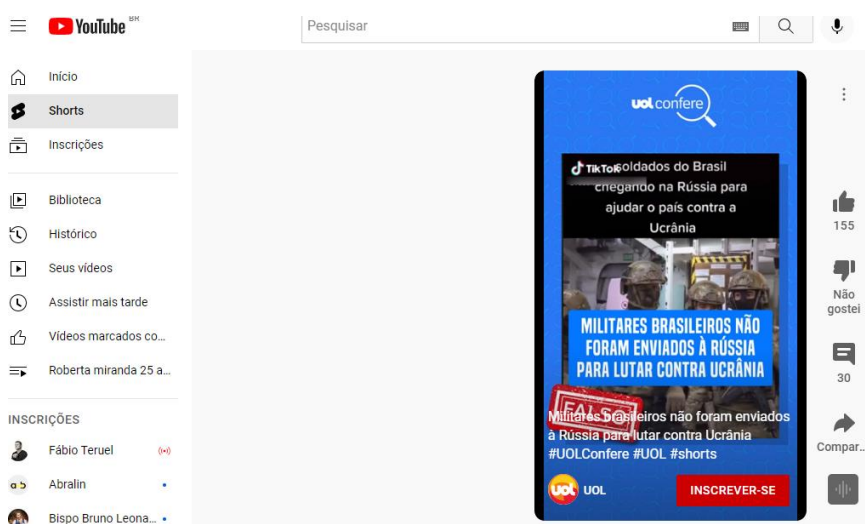 YouTube BR
Pesquisar
Início
Shorts
Inscrições
Biblioteca
Histórico
Seus vídeos
Assistir mais tarde
Vídeos marcados co...
Roberta miranda 25 a...
INSCRIÇÕES
Fábio Teruel
Abralin
Bispo Bruno Leona...
uol confere
TikTok
soldados do Brasil
chegando na Rússia para
ajudar o país contra a
Ucrânia
MILITARES BRASILEIROS NÃO
FORAM ENVIADOS À RÚSSIA
PARA LUTAR CONTRA UCRÂNIA
FALSO
Militares brasileiros não foram enviados
à Rússia para lutar contra Ucrânia
#UOLConfere #UOL #shorts
UOL
UOL
INSCREVER-SE
155
Não
gostei
30
Compar...